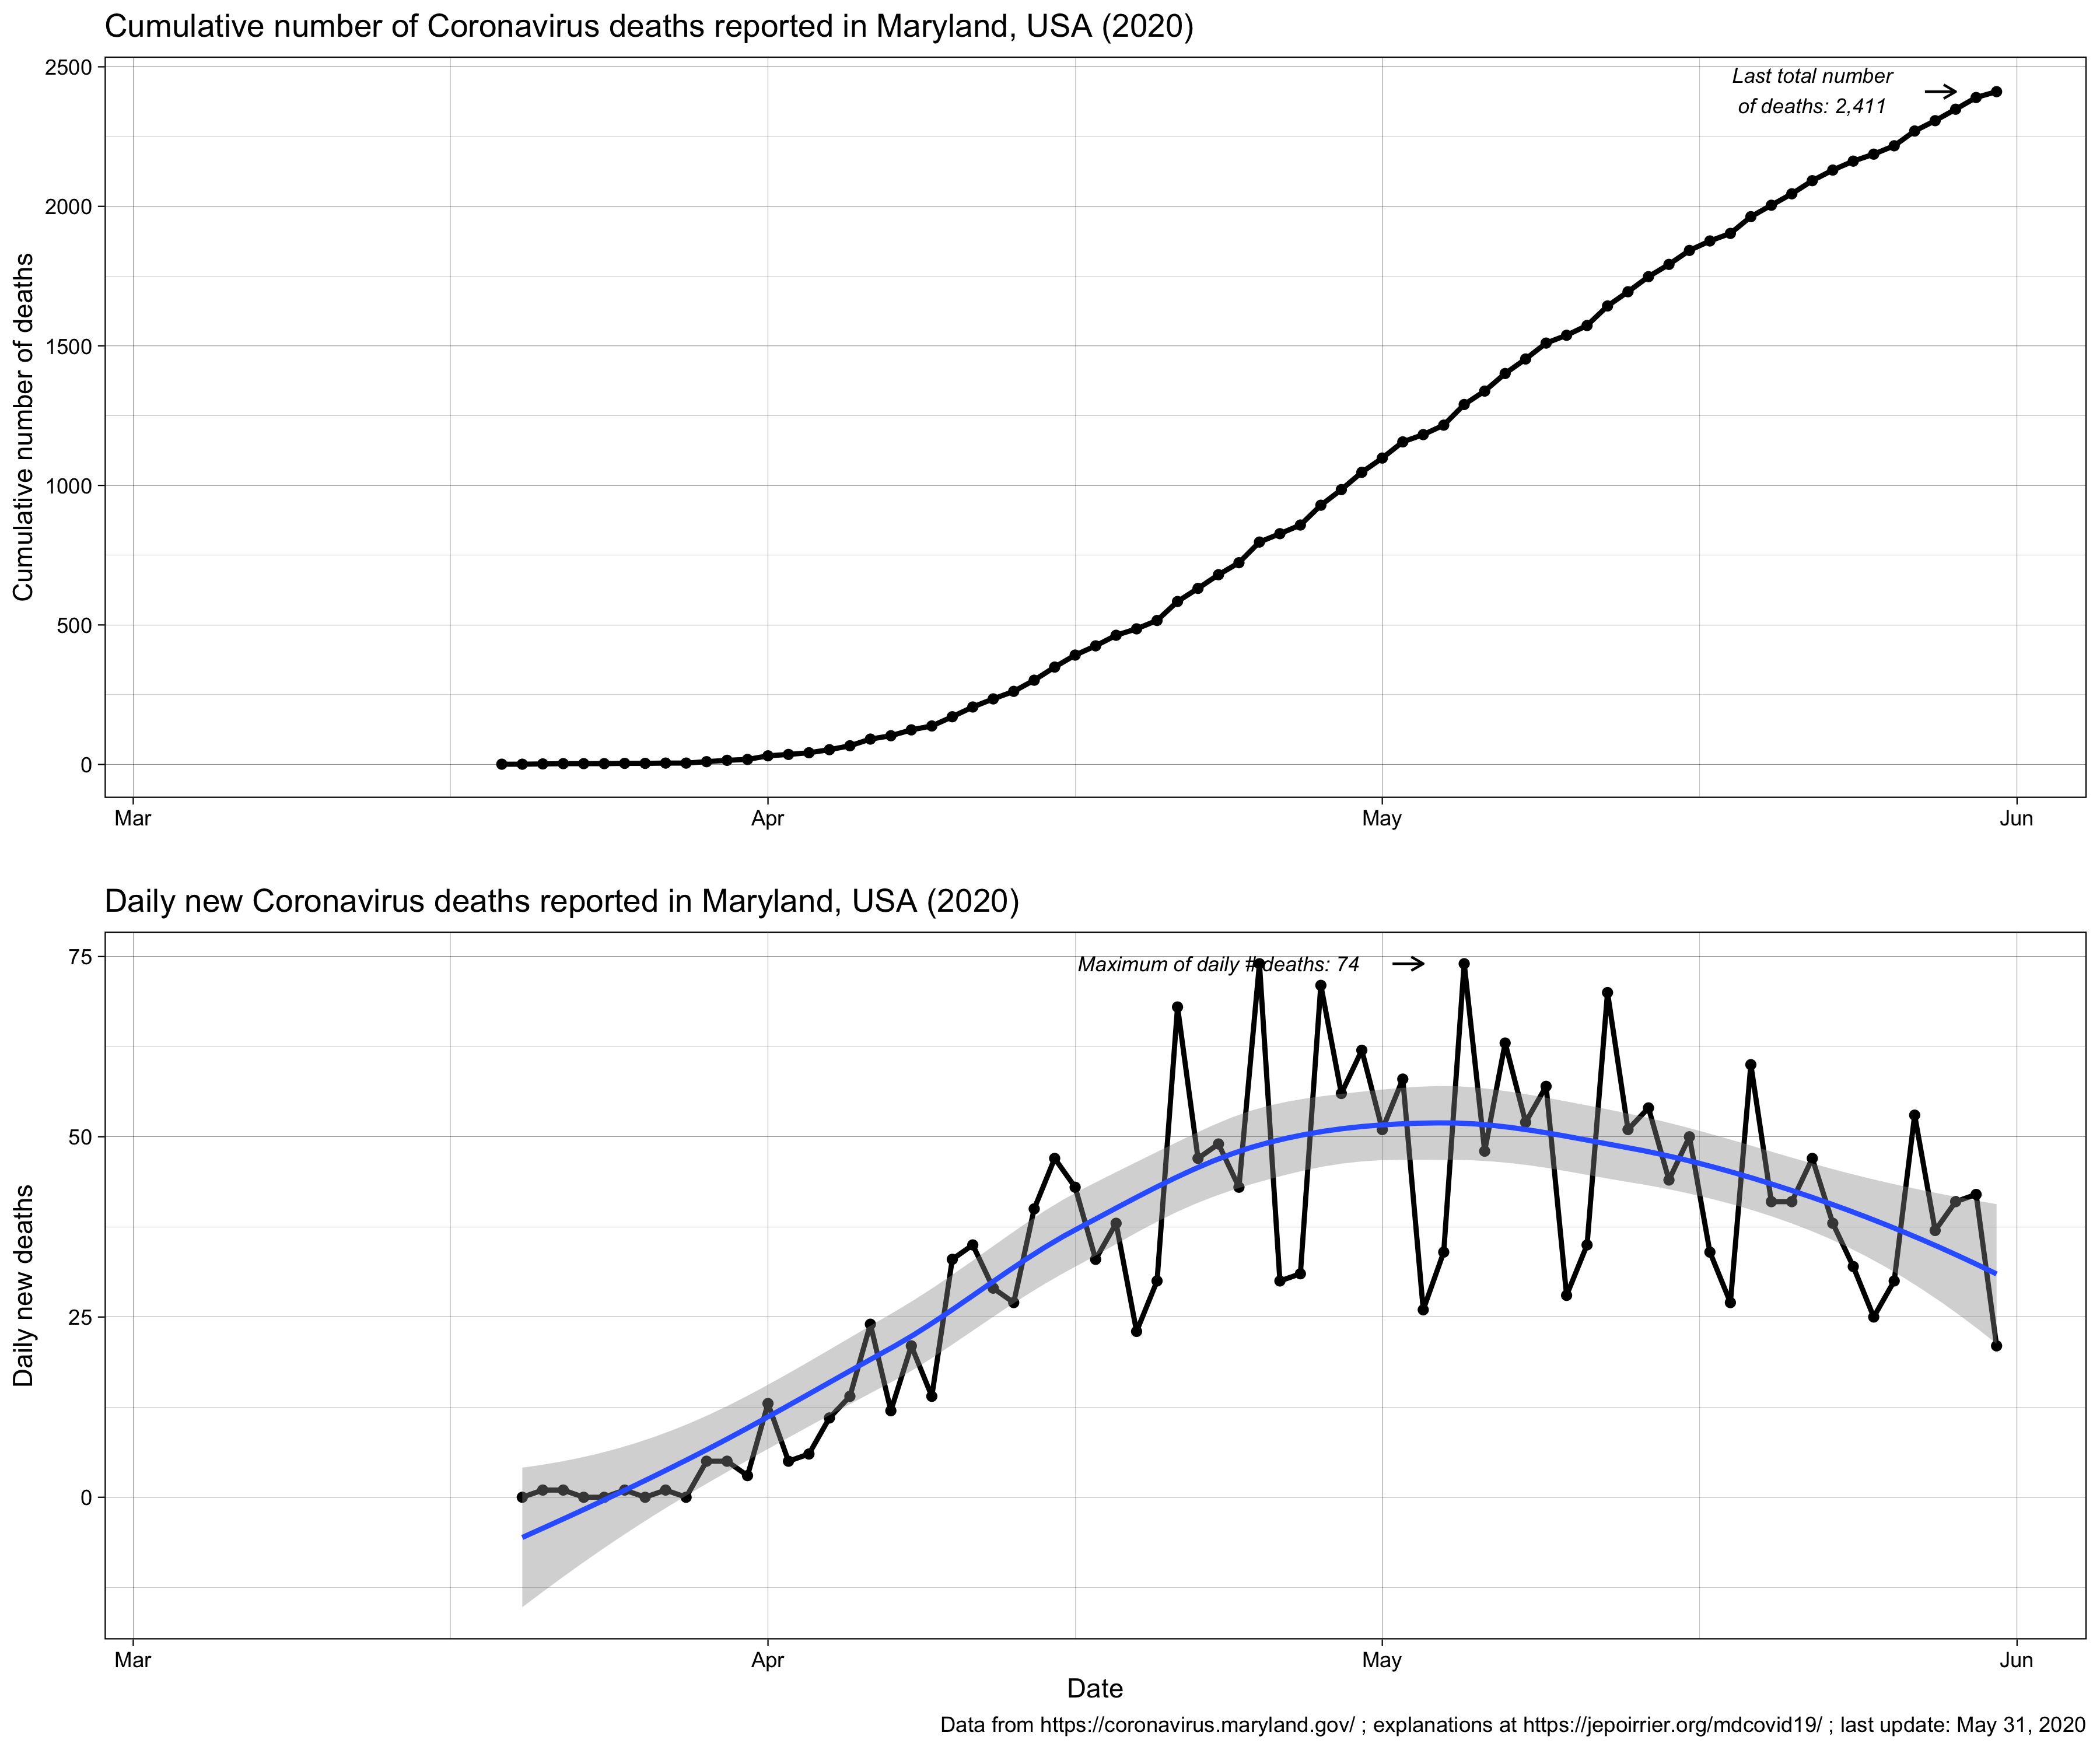 Cumulative number of Coronavirus deaths reported in Maryland, USA (2020)
Cumulative number of deaths
2500
2000
1500
1000
500
0
Last total number
of deaths: 2,411
Mar
Apr
May
Jun
Daily new Coronavirus deaths reported in Maryland, USA (2020)
Daily new deaths
75
50
25
0
Maximum of daily # deaths: 74
Mar
Apr
May
Jun
Date
Data from https://coronavirus.maryland.gov/ ; explanations at https://jepoirrier.org/mdcovid19/ ; last update: May 31, 2020